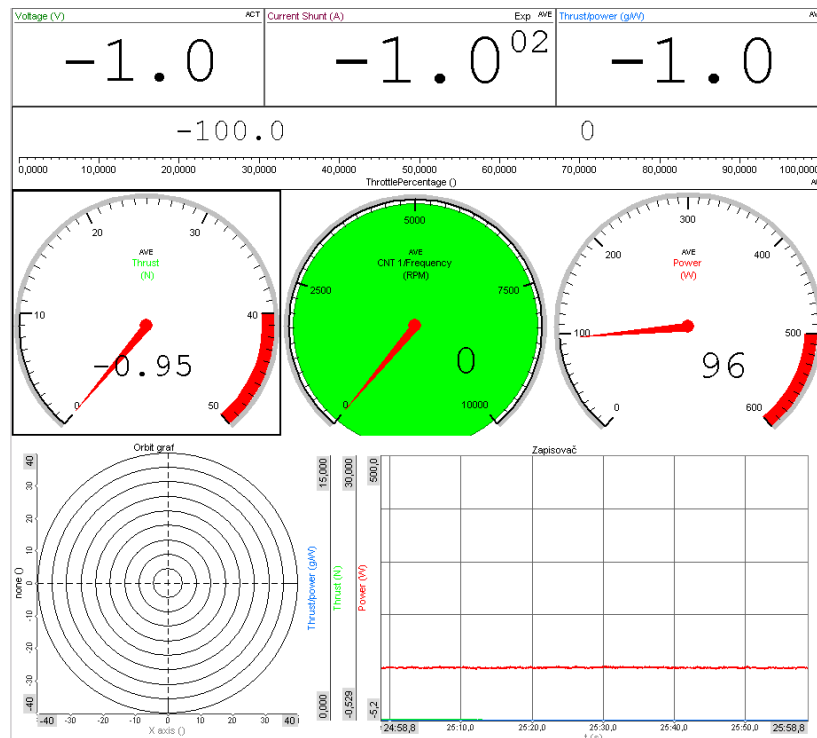 Voltage (V) ACT Current Shunt (A) Exp AVE Thrust/power (g/W)
-1.0 -1.0 02 -1.0
-100.0 0
0,0000 10,0000 20,0000 30,0000 40,0000 50,0000 60,0000 70,0000 80,0000 90,0000
ThrottlePercentage ()
0 10 20 30 40 50
AVE
Thrust
(N)
-0.95
0 2500 5000 7500 10000
AVE
CNT 1/Frequency
(RPM)
0
0 100 200 300 400 500 600
AVE
Power
(W)
96
Orbit graf
40 30 20 10 0 -10 -20 -30 -40
none ()
-40 -30 -20 -10 0 10 20 30 40
X axis ()
Zapisovač
15,000 30,000 500,0
Thrust/power (g/W) Thrust (N) Power (W)
0,000 -0,529 -5,2
24:58,8 25:10,0 25:20,0 25:30,0 25:40,0 25:50,0 25:58,8